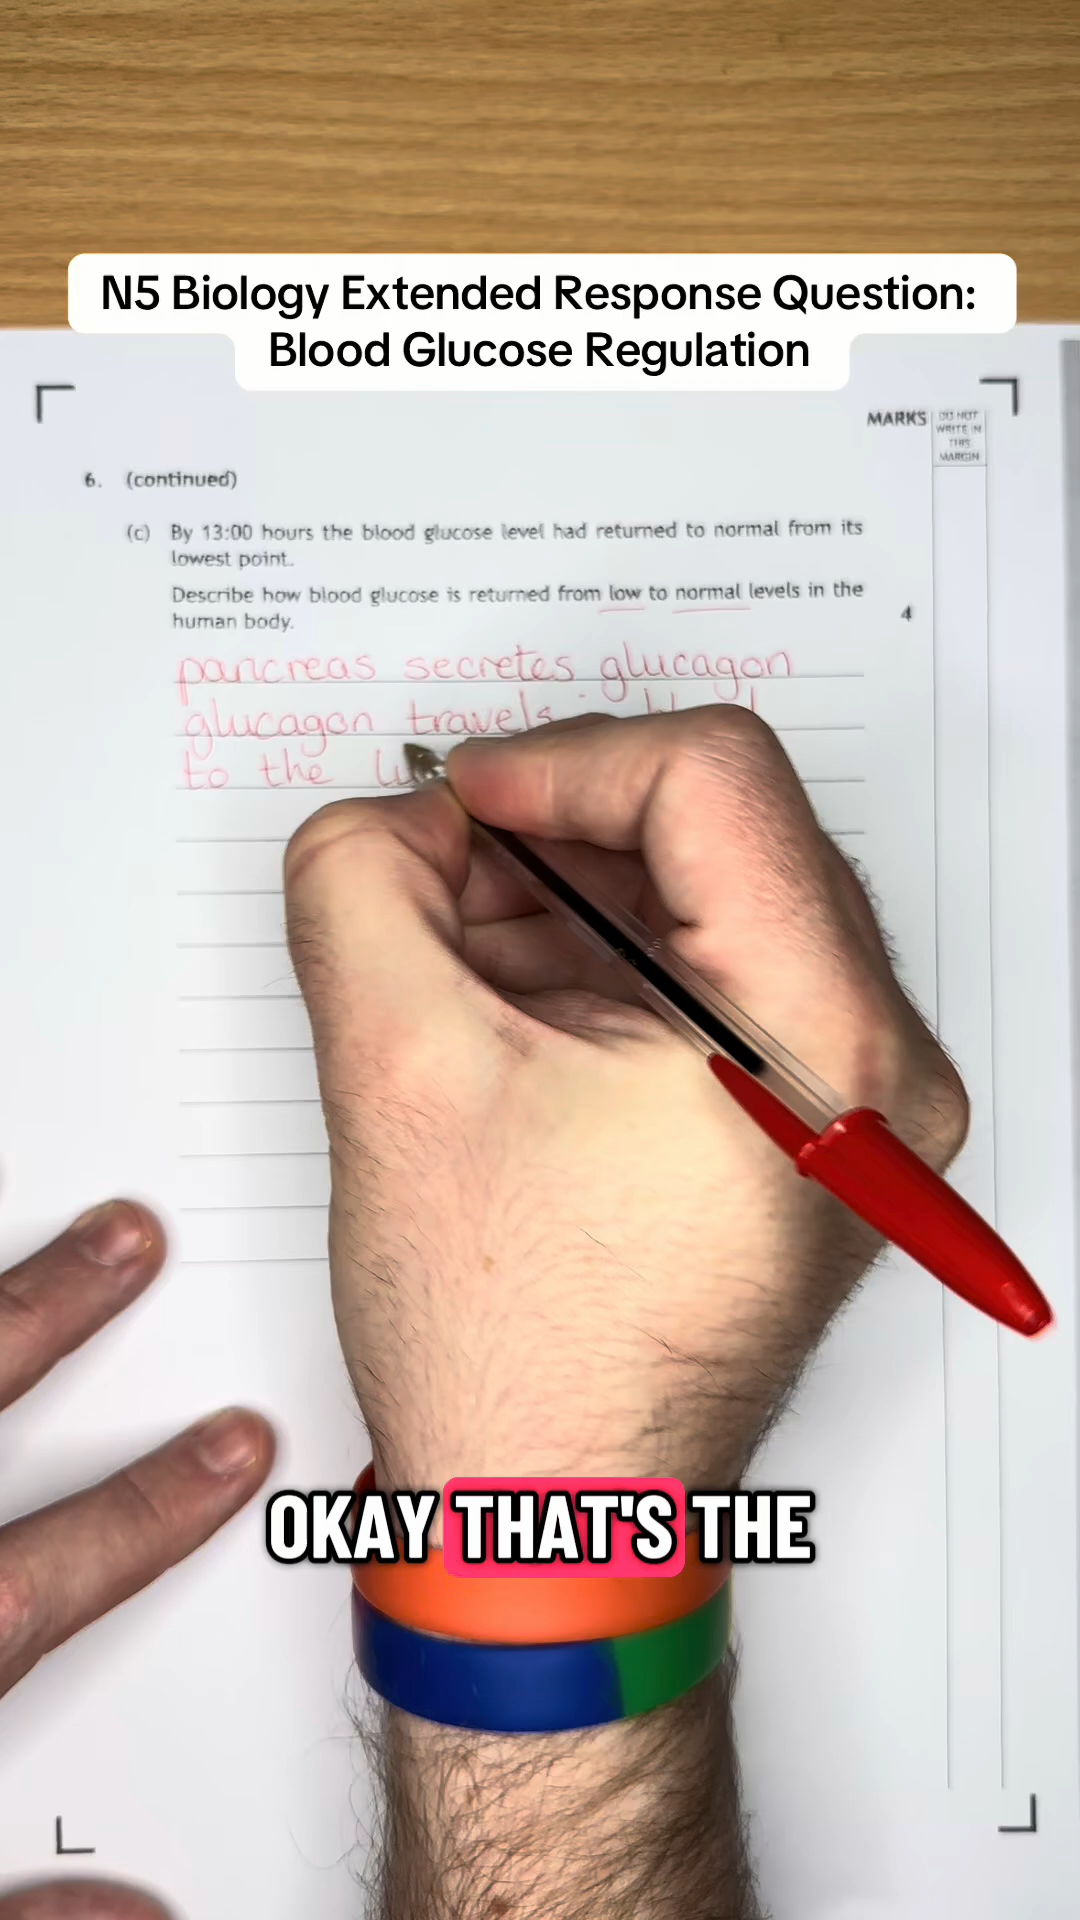 N5 Biology Extended Response Question:
Blood Glucose Regulation
MARKS
DO NOT
WRITE IN
THIS
MARGIN
6. (continued)
(c) By 13:00 hours the blood glucose level had returned to normal from its
lowest point.
Describe how blood glucose is returned from low to normal levels in the
human body.
4
pancreas secretes glucagon
glucagon travels
to the
OKAY THAT'S THE